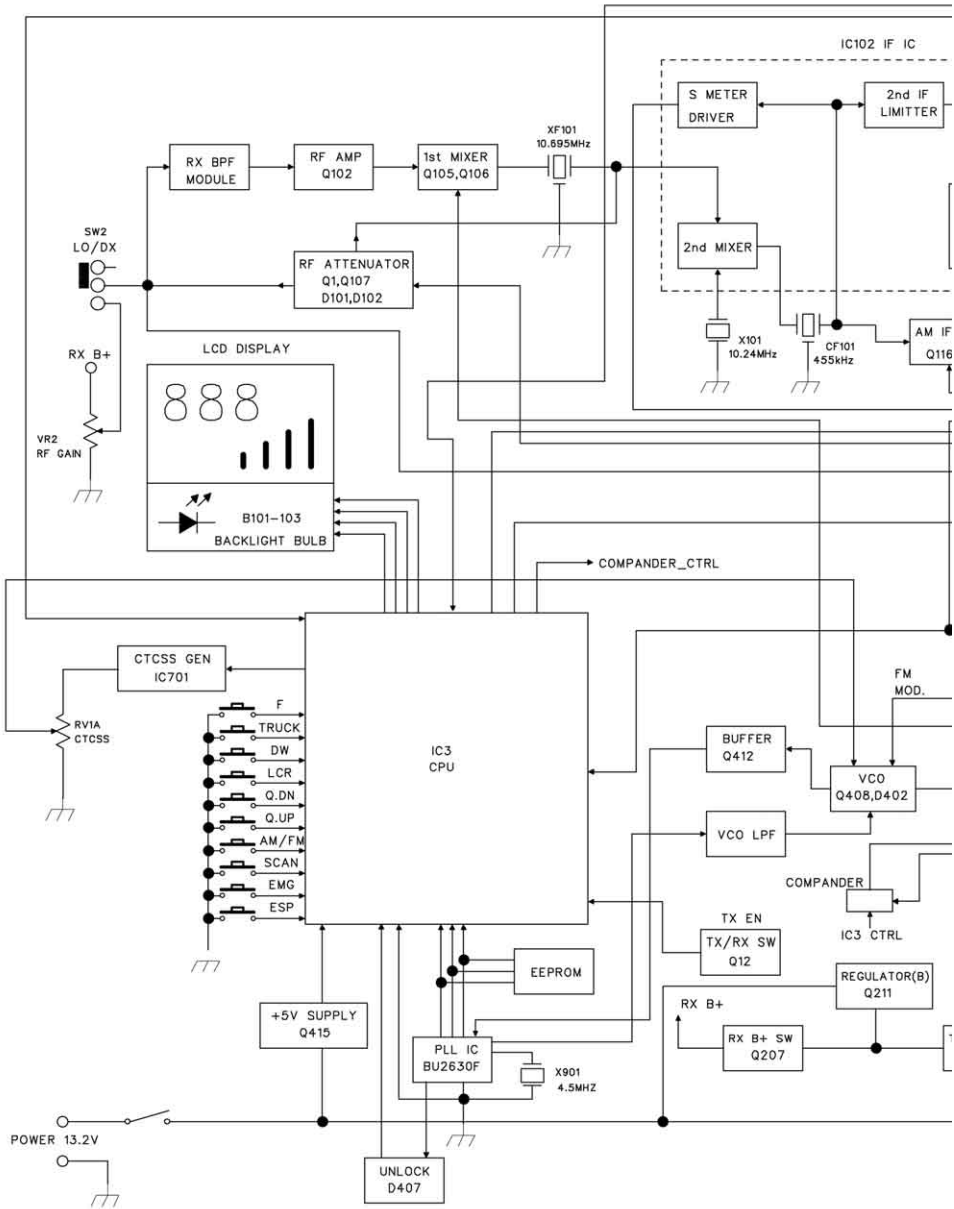 IC102 IF IC
S METER
DRIVER
2nd IF
LIMITTER
XF101
10.695MHz
RX BPF
MODULE
RF AMP
Q102
1st MIXER
Q105,Q106
SW2
LO/DX
RF ATTENUATOR
Q1,Q107
D101,D102
2nd MIXER
X101
10.24MHz
CF101
455kHz
AM IF
Q116
RX B+
LCD DISPLAY
888
VR2
RF GAIN
B101-103
BACKLIGHT BULB
COMPANDER_CTRL
CTCSS GEN
IC701
RV1A
CTCSS
F
TRUCK
DW
LCR
Q.DN
Q.UP
AM/FM
SCAN
EMG
ESP
IC3
CPU
FM
MOD.
BUFFER
Q412
VCO
Q408,D402
VCO LPF
COMPANDER
IC3 CTRL
TX EN
TX/RX SW
Q12
EEPROM
REGULATOR(B)
Q211
RX B+
RX B+ SW
Q207
+5V SUPPLY
Q415
PLL IC
BU2630F
X901
4.5MHZ
POWER 13.2V
UNLOCK
D407